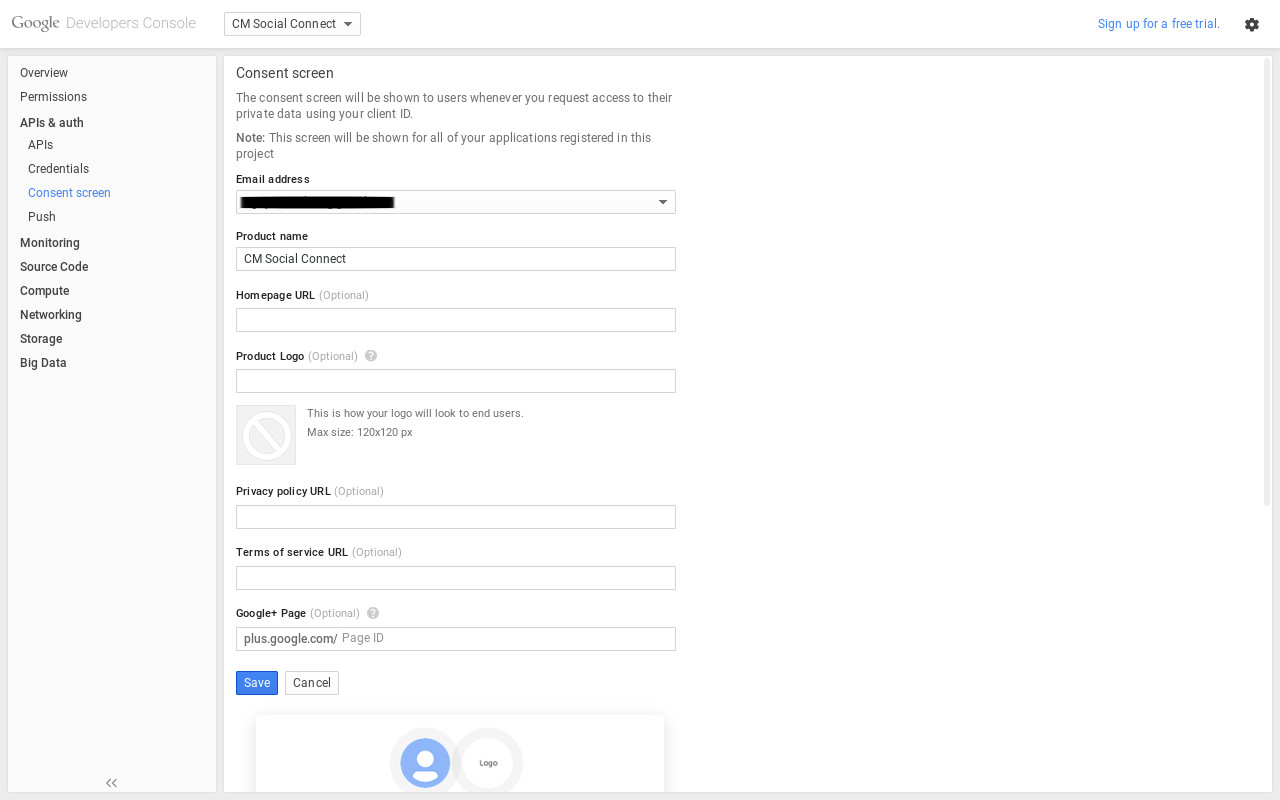 Google Developers Console
CM Social Connect
Sign up for a free trial.
Overview
Permissions
APIs & auth
APIs
Credentials
Consent screen
Push
Monitoring
Source Code
Compute
Networking
Storage
Big Data
Consent screen
The consent screen will be shown to users whenever you request access to their
private data using your client ID.
Note: This screen will be shown for all of your applications registered in this
project
Email address
Product name
CM Social Connect
Homepage URL (Optional)
Product Logo (Optional) ?
This is how your logo will look to end users.
Max size: 120x120 px
Privacy policy URL (Optional)
Terms of service URL (Optional)
Google+ Page (Optional) ?
plus.google.com/ Page ID
Save
Cancel
Logo